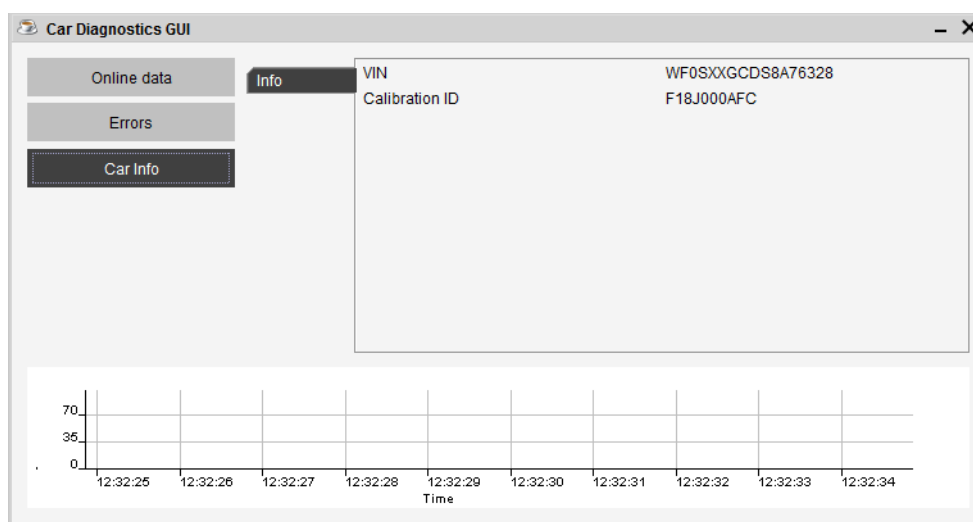 Car Diagnostics GUI
Online data
Errors
Car Info
Info
VIN WF0SXXGCDS8A76328
Calibration ID F18J000AFC
70
35
0
12:32:25 12:32:26 12:32:27 12:32:28 12:32:29 12:32:30 12:32:31 12:32:32 12:32:33 12:32:34
Time